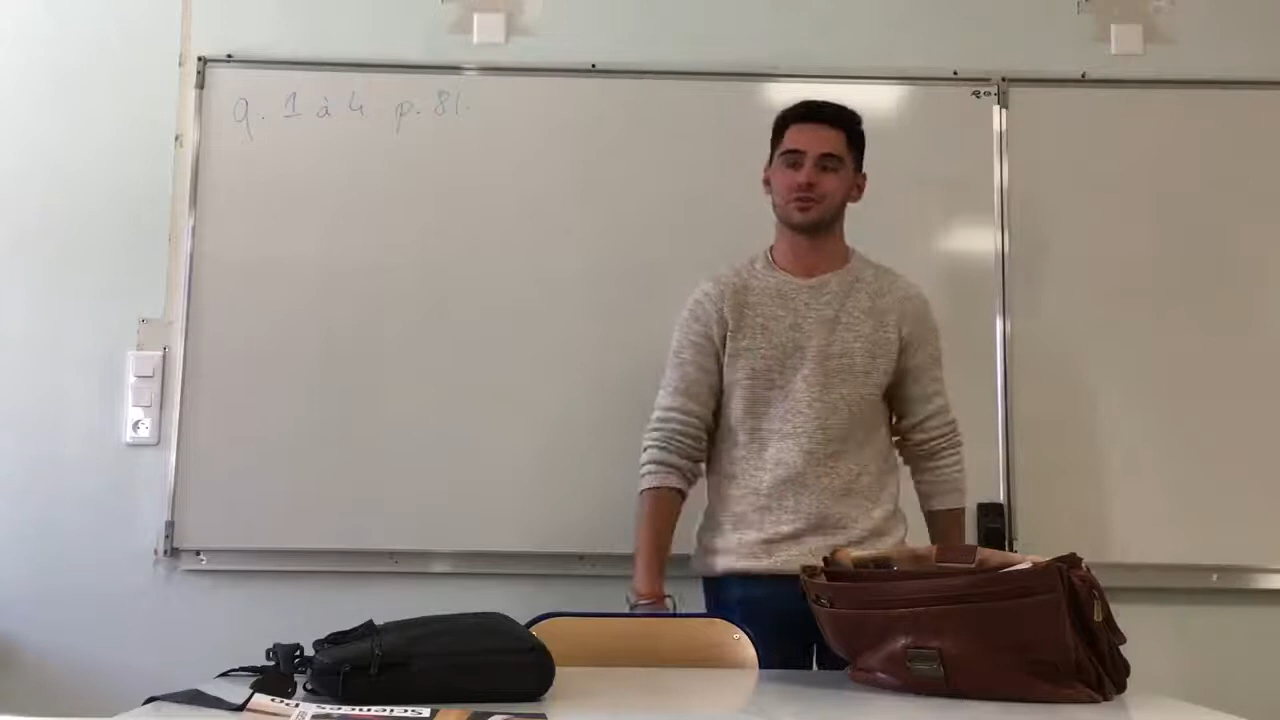 q. 1 à 4 p. 81.
Sciences Po